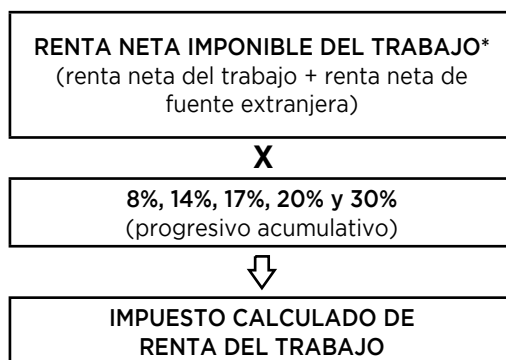 RENTA NETA IMPONIBLE DEL TRABAJO*
(renta neta del trabajo + renta neta de
fuente extranjera)
X
8%, 14%, 17%, 20% y 30%
(progresivo acumulativo)
IMPUESTO CALCULADO DE
RENTA DEL TRABAJO